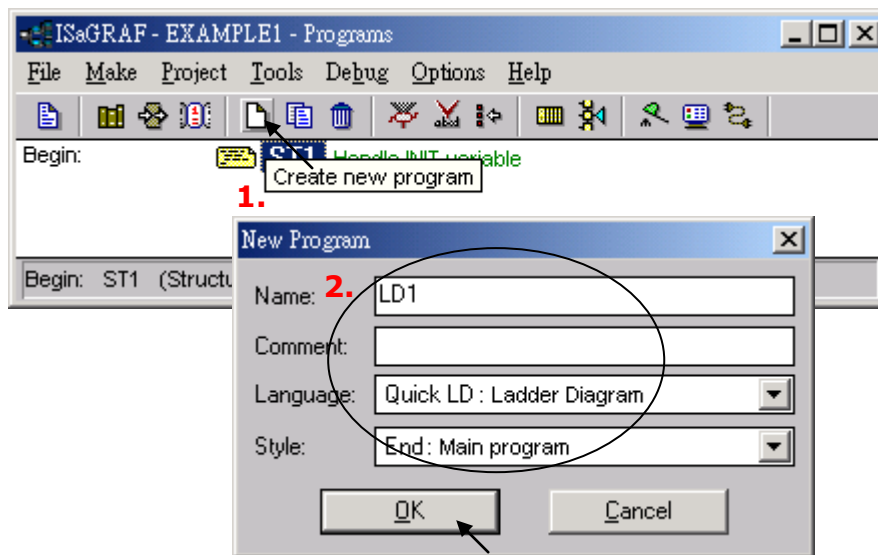 ISaGRAF - EXAMPLE1 - Programs
File Make Project Tools Debug Options Help
Begin: ST1 Handle INIT variable
Create new program
1.
New Program
Begin: ST1 (Structu
Name: 2. LD1
Comment:
Language: Quick LD : Ladder Diagram
Style: End : Main program
OK Cancel